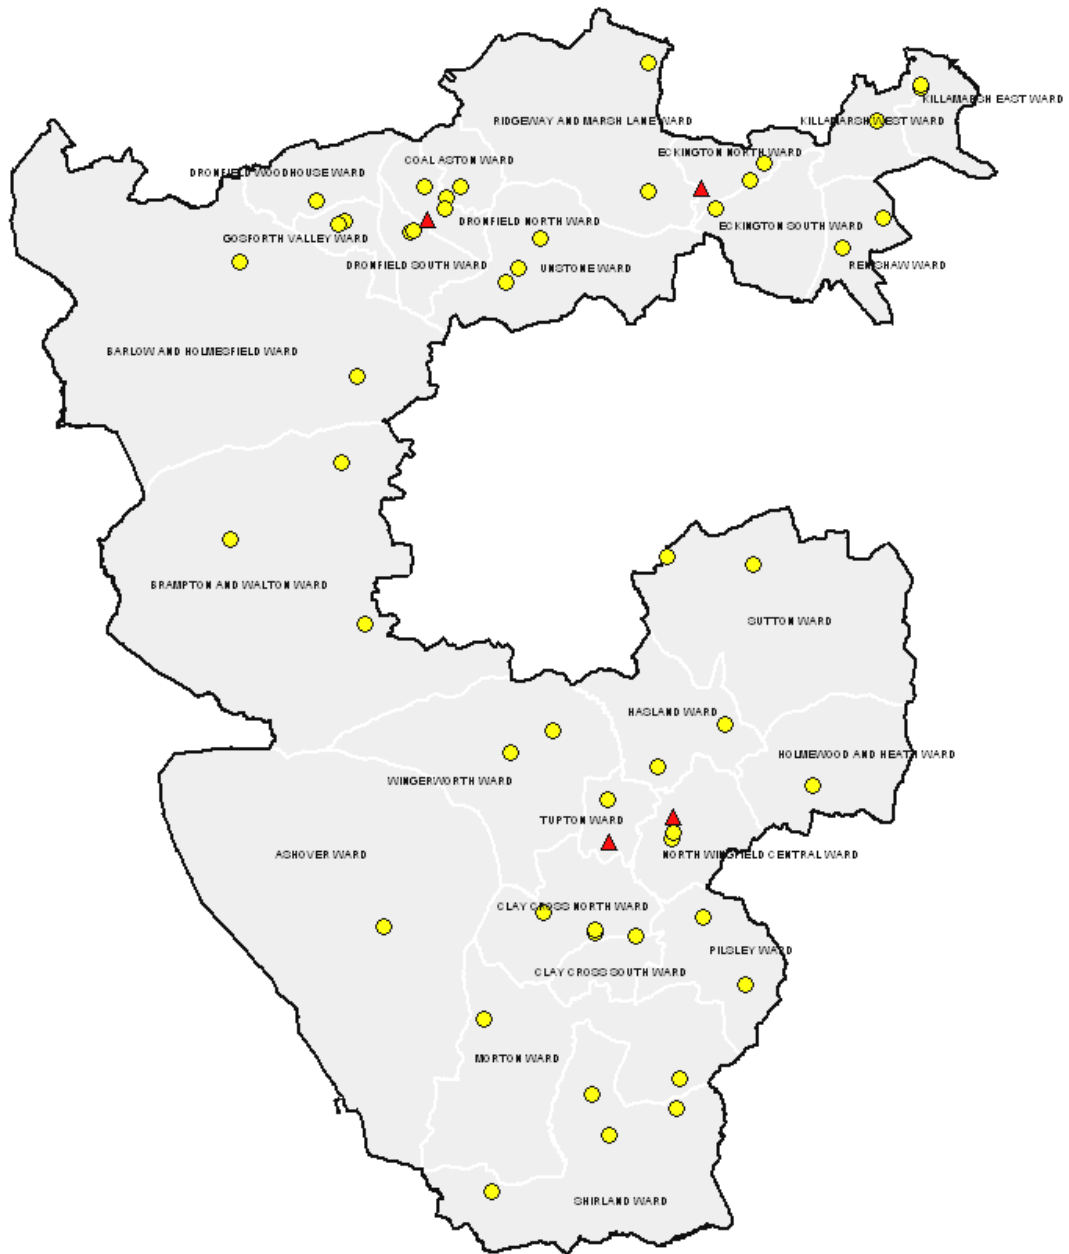 KILLAMARSH EAST WARD
RIDGEWAY AND MARSH LANE WARD
KILLAMARSH WEST WARD
ECKINGTON NORTH WARD
COAL ASTON WARD
DRONFIELD WOODHOUSE WARD
DRONFIELD NORTH WARD
ECKINGTON SOUTH WARD
GOSFORTH VALLEY WARD
DRONFIELD SOUTH WARD
UNSTONE WARD
RENISHAW WARD
BARLOW AND HOLMESFIELD WARD
BRAMPTON AND WALTON WARD
SUTTON WARD
HASLAND WARD
HOLMEWOOD AND HEATH WARD
WINGERWORTH WARD
TUPTON WARD
ASHOVER WARD
NORTH WINGFIELD CENTRAL WARD
CLAY CROSS NORTH WARD
PILSLEY WARD
CLAY CROSS SOUTH WARD
MORTON WARD
SHIRLAND WARD